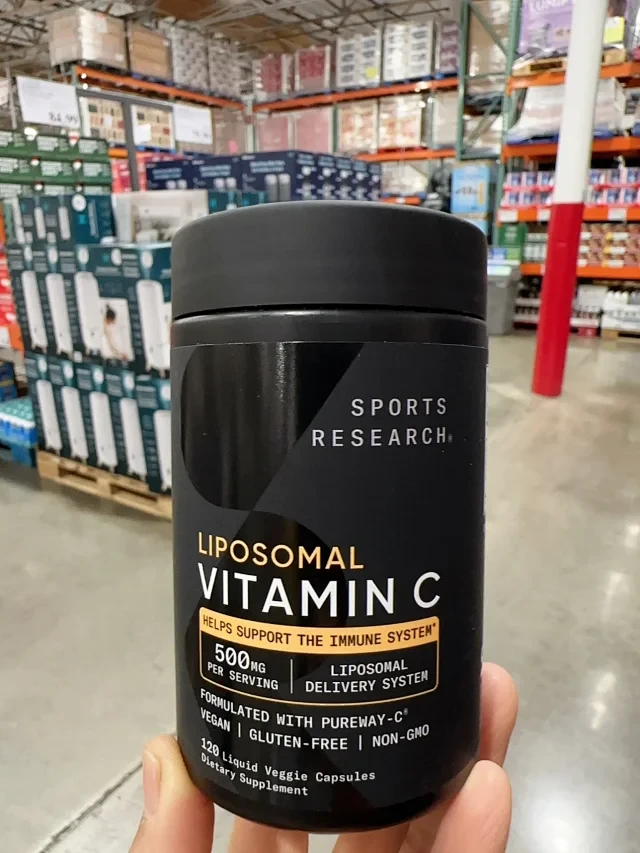 SPORTS
RESEARCH®
LIPOSOMAL
VITAMIN C
HELPS SUPPORT THE IMMUNE SYSTEM*
500MG
PER SERVING
LIPOSOMAL
DELIVERY SYSTEM
FORMULATED WITH PUREWAY-C®
VEGAN | GLUTEN-FREE | NON-GMO
120 Liquid Veggie Capsules
Dietary Supplement